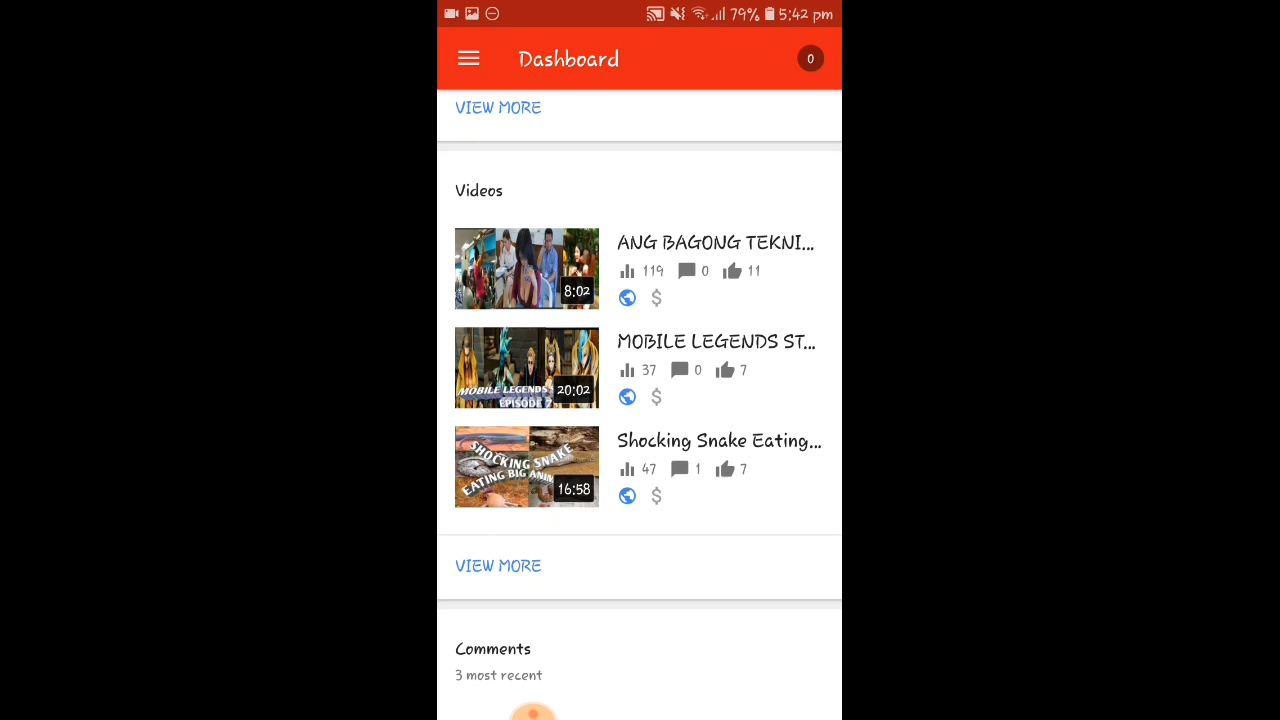 79% 5:42 pm
Dashboard
0
VIEW MORE
Videos
8:02
ANG BAGONG TEKNI...
119 0 11
MOBILE LEGENDS
EPISODE 7
20:02
MOBILE LEGENDS ST...
37 0 7
SHOCKING SNAKE
EATING BIG ANIM
16:58
Shocking Snake Eating...
47 1 7
VIEW MORE
Comments
3 most recent